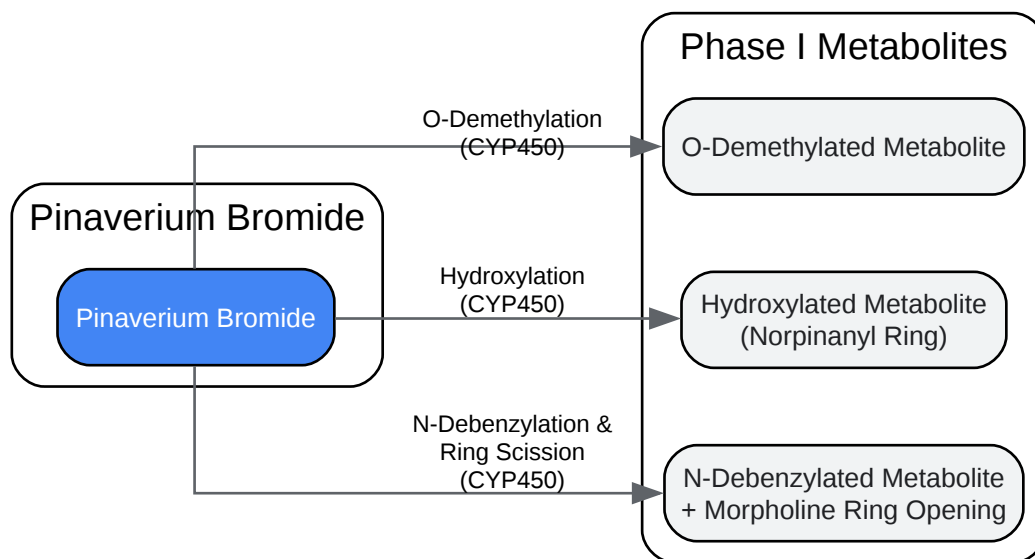 Phase I Metabolites
O-Demethylation
(CYP450)
O-Demethylated Metabolite
Pinaverium Bromide
Pinaverium Bromide
Hydroxylation
(CYP450)
Hydroxylated Metabolite
(Norpinanyl Ring)
N-Debenzylation &
Ring Scission
(CYP450)
N-Debenzylated Metabolite
+ Morpholine Ring Opening